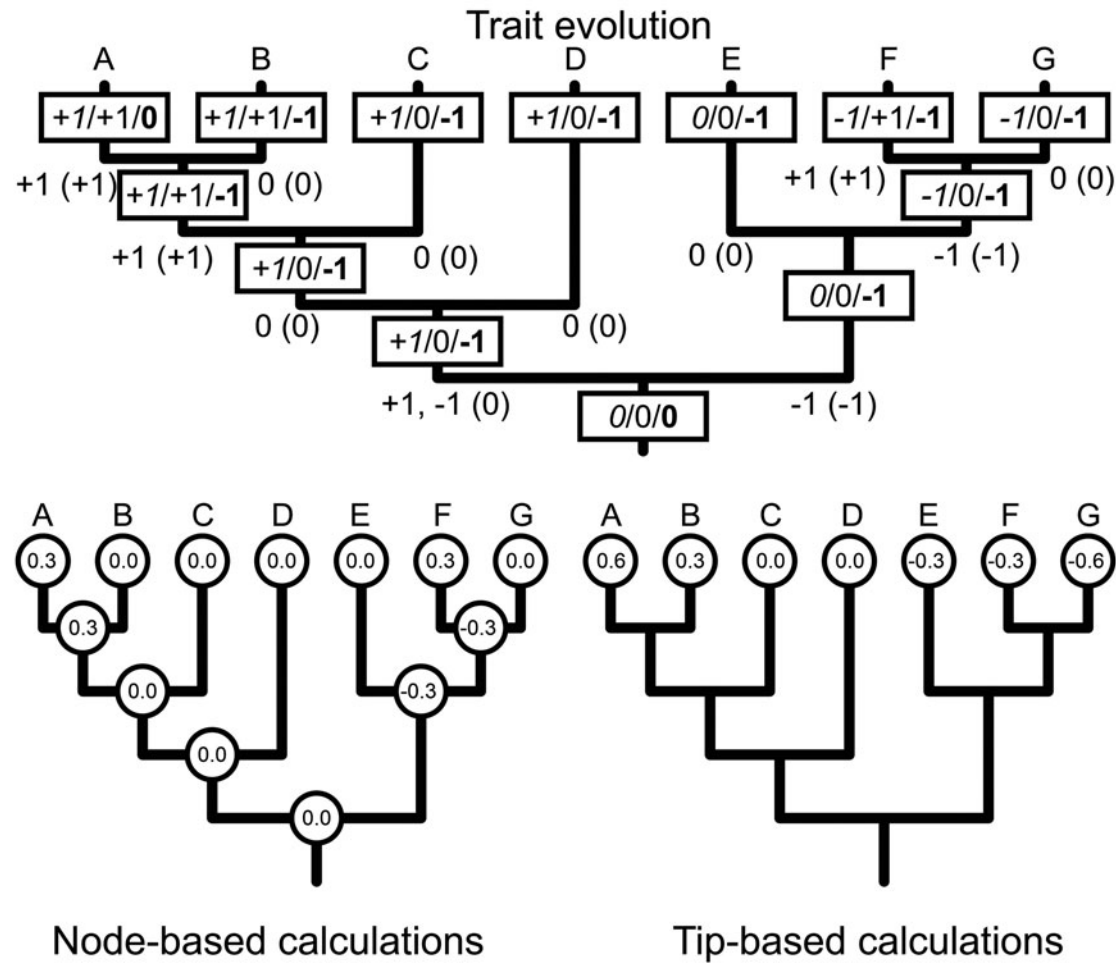 Trait evolution
A B C D E F G
+1/+1/0 +1/+1/-1 +1/0/-1 +1/0/-1 0/0/-1 -1/+1/-1 -1/0/-1
+1 (+1) +1/+1/-1 0 (0) +1 (+1) -1/0/-1 0 (0)
+1 (+1) +1/0/-1 0 (0) 0 (0) 0/0/-1 -1 (-1)
0 (0) +1/0/-1 0 (0)
+1, -1 (0) 0/0/0 -1 (-1)
A B C D E F G
0.3 0.0 0.0 0.0 0.0 0.3 0.0
0.3 -0.3
0.0 -0.3
0.0
0.0
Node-based calculations
A B C D E F G
0.6 0.3 0.0 0.0 -0.3 -0.3 -0.6
Tip-based calculations